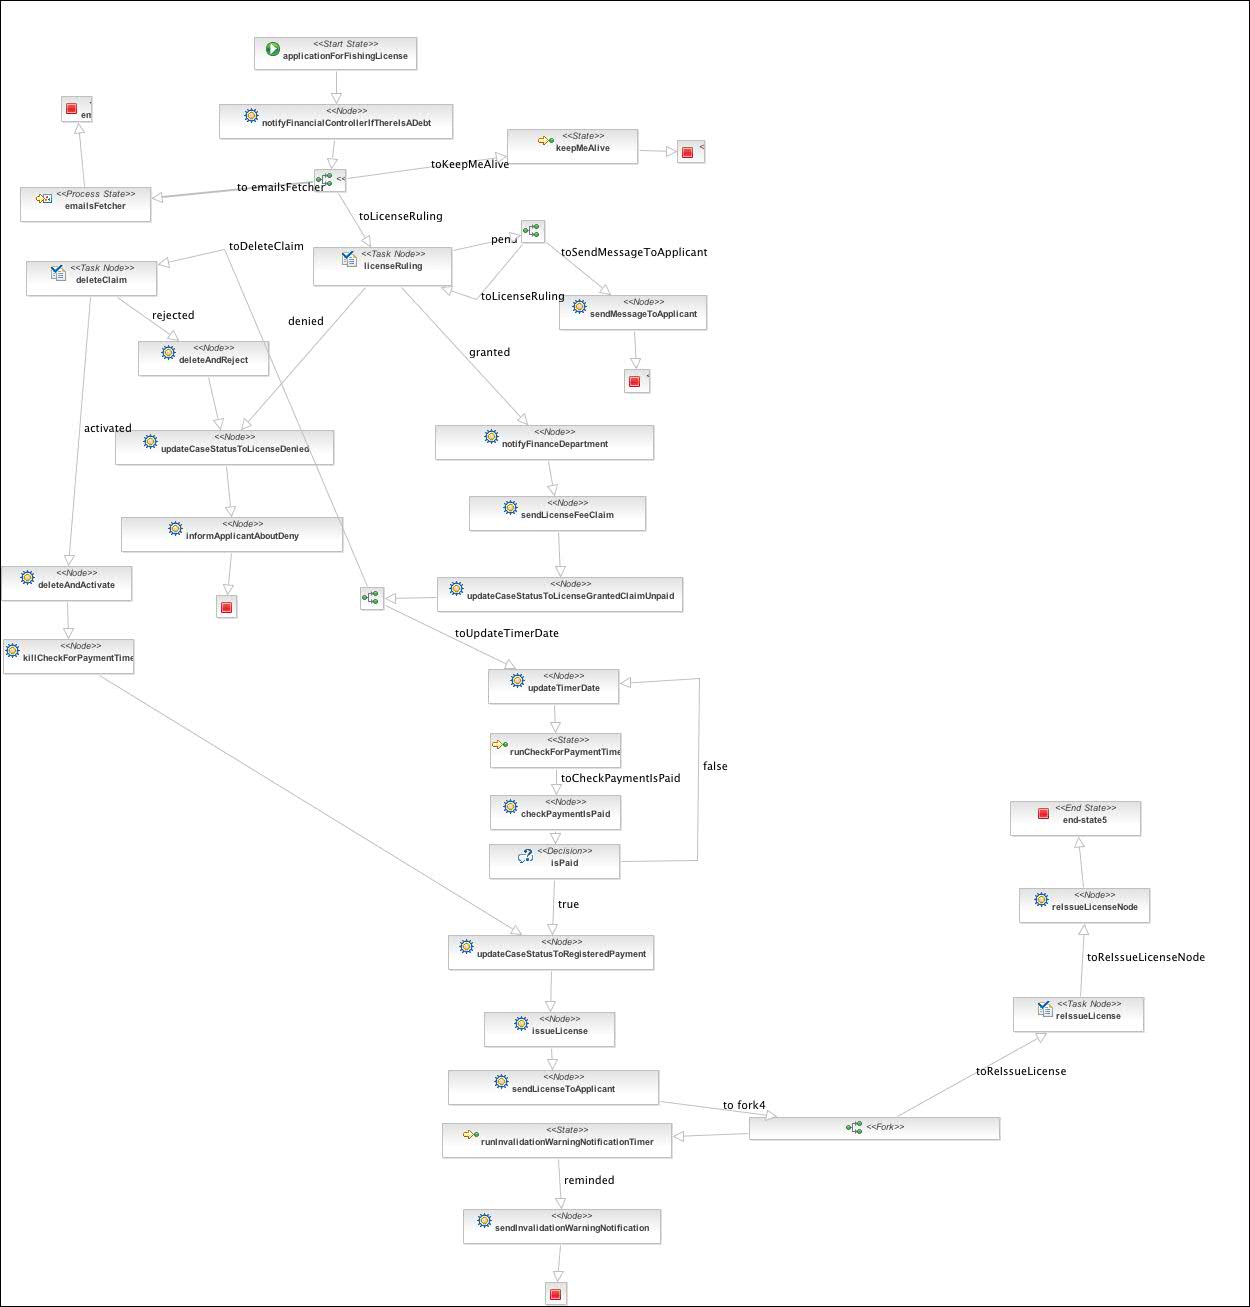 <<Start State>>
applicationForFishingLicense
<<Node>>
notifyFinancialControllerIfThereIsADebt
en
<<State>>
keepMeAlive
<
toKeepMeAlive
<<
to emailsFetcher
<<Process State>>
emailsFetcher
toLicenseRuling
pend
toSendMessageToApplicant
toDeleteClaim
<<Task Node>>
licenseRuling
<<Task Node>>
deleteClaim
toLicenseRuling
<<Node>>
sendMessageToApplicant
rejected
denied
<<Node>>
deleteAndReject
granted
<
activated
<<Node>>
updateCaseStatusToLicenseDenied
<<Node>>
notifyFinanceDepartment
<<Node>>
sendLicenseFeeClaim
<<Node>>
informApplicantAboutDeny
<<Node>>
deleteAndActivate
<<Node>>
updateCaseStatusToLicenseGrantedClaimUnpaid
toUpdateTimerDate
<<Node>>
killCheckForPaymentTime
<<Node>>
updateTimerDate
<<State>>
runCheckForPaymentTime
false
toCheckPaymentIsPaid
<<Node>>
checkPaymentIsPaid
<<End State>>
end-state5
<<Decision>>
isPaid
true
<<Node>>
reIssueLicenseNode
<<Node>>
updateCaseStatusToRegisteredPayment
toReIssueLicenseNode
<<Task Node>>
reIssueLicense
<<Node>>
issueLicense
toReIssueLicense
<<Node>>
sendLicenseToApplicant
to fork4
<<Fork>>
<<State>>
runInvalidationWarningNotificationTimer
reminded
<<Node>>
sendInvalidationWarningNotification